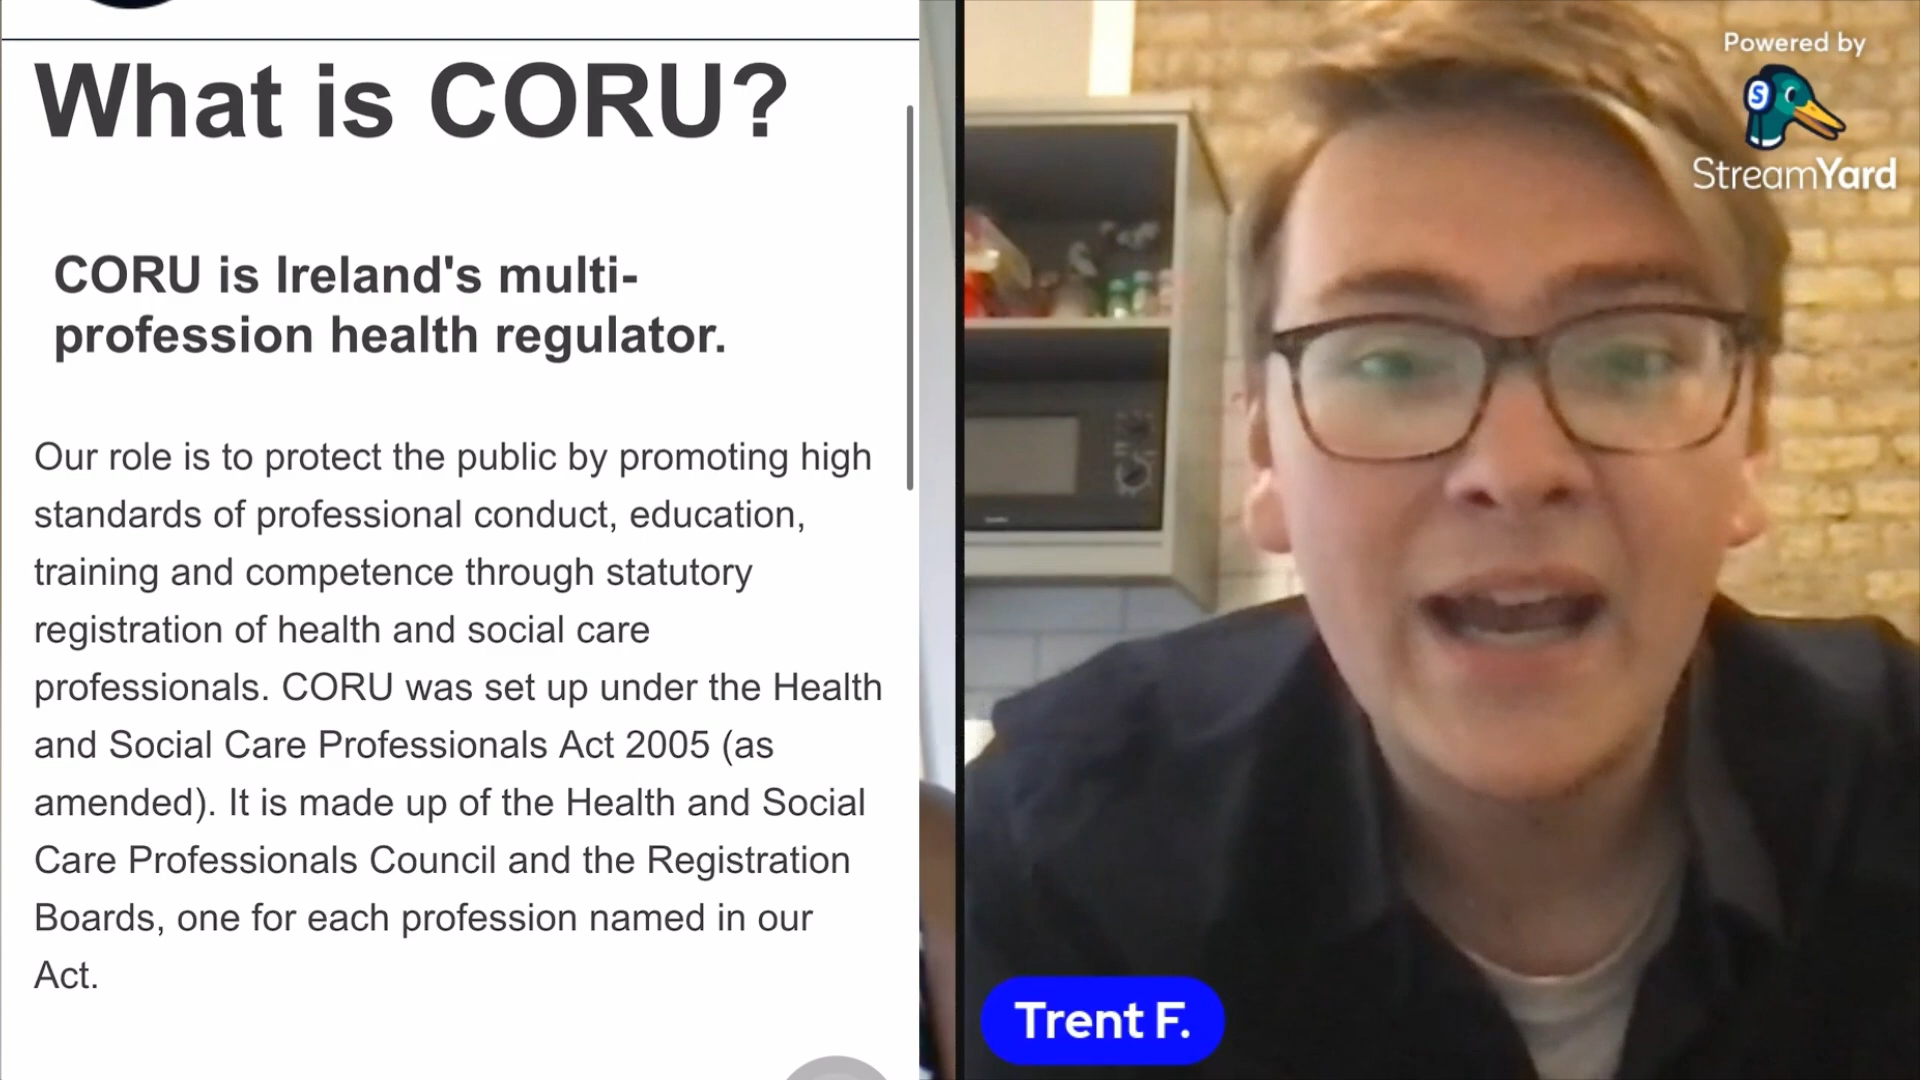 What is CORU?
CORU is Ireland's multi-
profession health regulator.
Our role is to protect the public by promoting high
standards of professional conduct, education,
training and competence through statutory
registration of health and social care
professionals. CORU was set up under the Health
and Social Care Professionals Act 2005 (as
amended). It is made up of the Health and Social
Care Professionals Council and the Registration
Boards, one for each profession named in our
Act.
Powered by
S
StreamYard
Trent F.